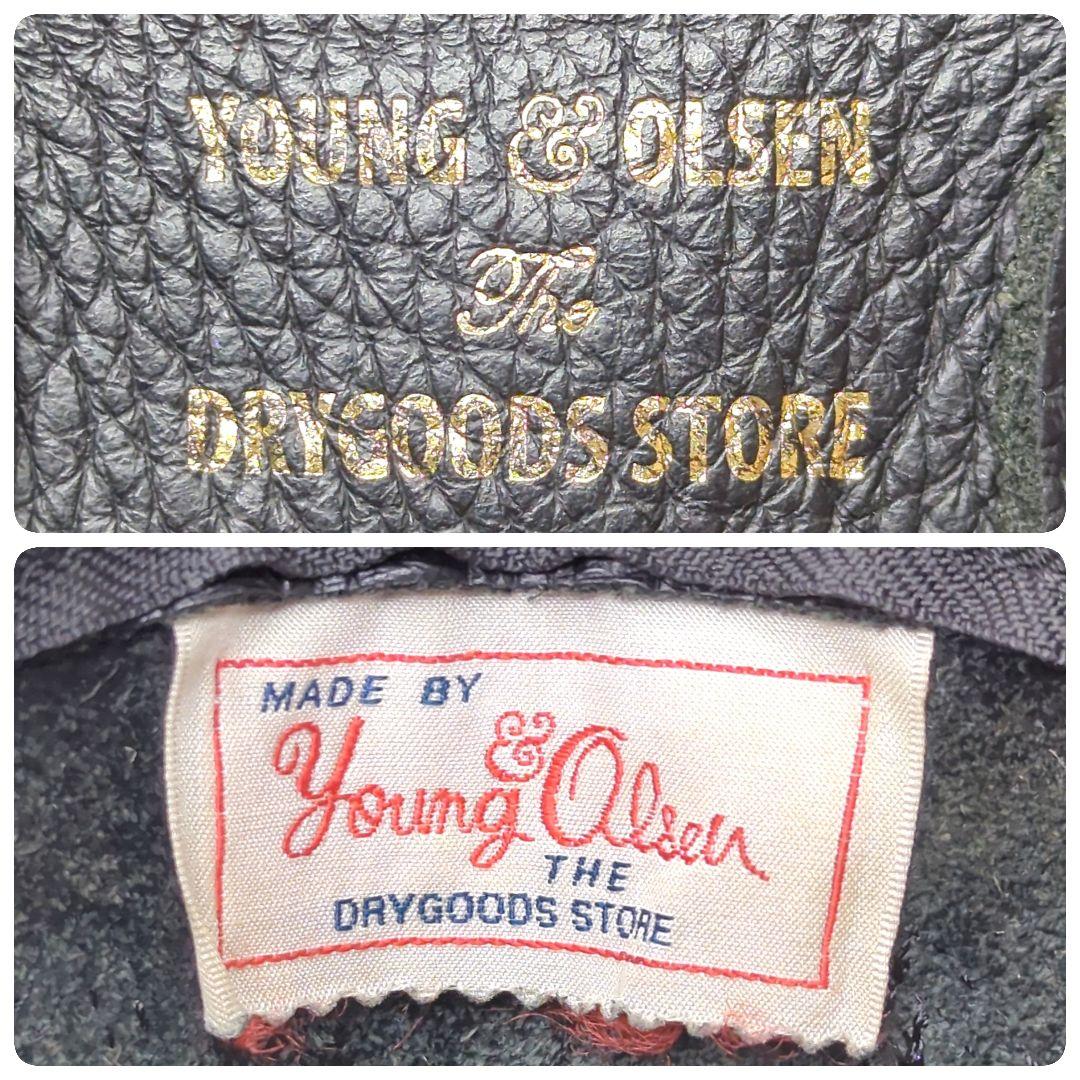 YOUNG & OLSEN
The
DRYGOODS STORE
MADE BY
Young & Olsen
THE
DRYGOODS STORE